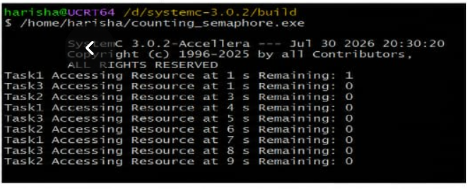 harisha@UCRT64 /d/systemc-3.0.2/build
$ /home/harisha/counting_semaphore.exe
SystemC 3.0.2-Accellera --- Jul 30 2026 20:30:20
Copyright (c) 1996-2025 by all Contributors,
ALL RIGHTS RESERVED
Task1 Accessing Resource at 1 s Remaining: 1
Task3 Accessing Resource at 1 s Remaining: 0
Task2 Accessing Resource at 3 s Remaining: 0
Task1 Accessing Resource at 4 s Remaining: 0
Task3 Accessing Resource at 5 s Remaining: 0
Task2 Accessing Resource at 6 s Remaining: 0
Task1 Accessing Resource at 7 s Remaining: 0
Task3 Accessing Resource at 8 s Remaining: 0
Task2 Accessing Resource at 9 s Remaining: 0